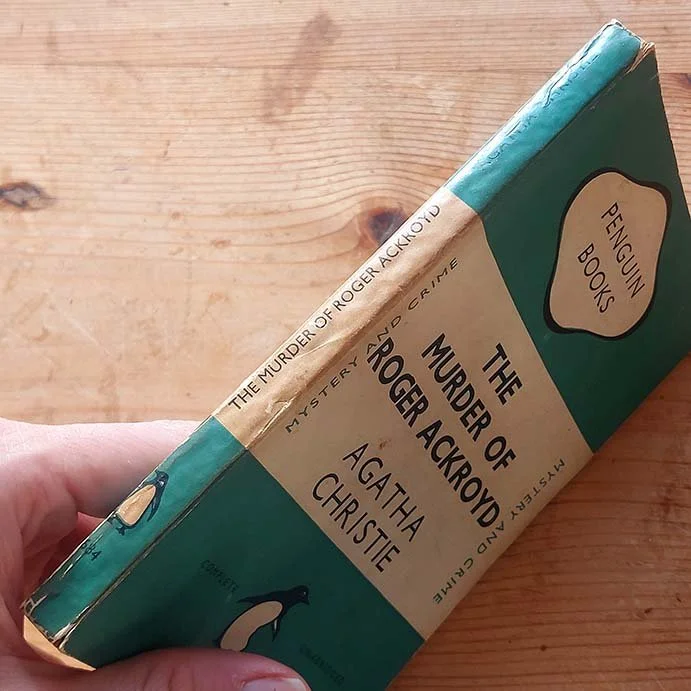 AGATHA CHRISTIE
THE MURDER OF ROGER ACKROYD
684
PENGUIN
BOOKS
MYSTERY AND CRIME
THE
MURDER OF
ROGER ACKROYD
AGATHA
CHRISTIE
MYSTERY AND CRIME
COMPLETE
UNABRIDGED